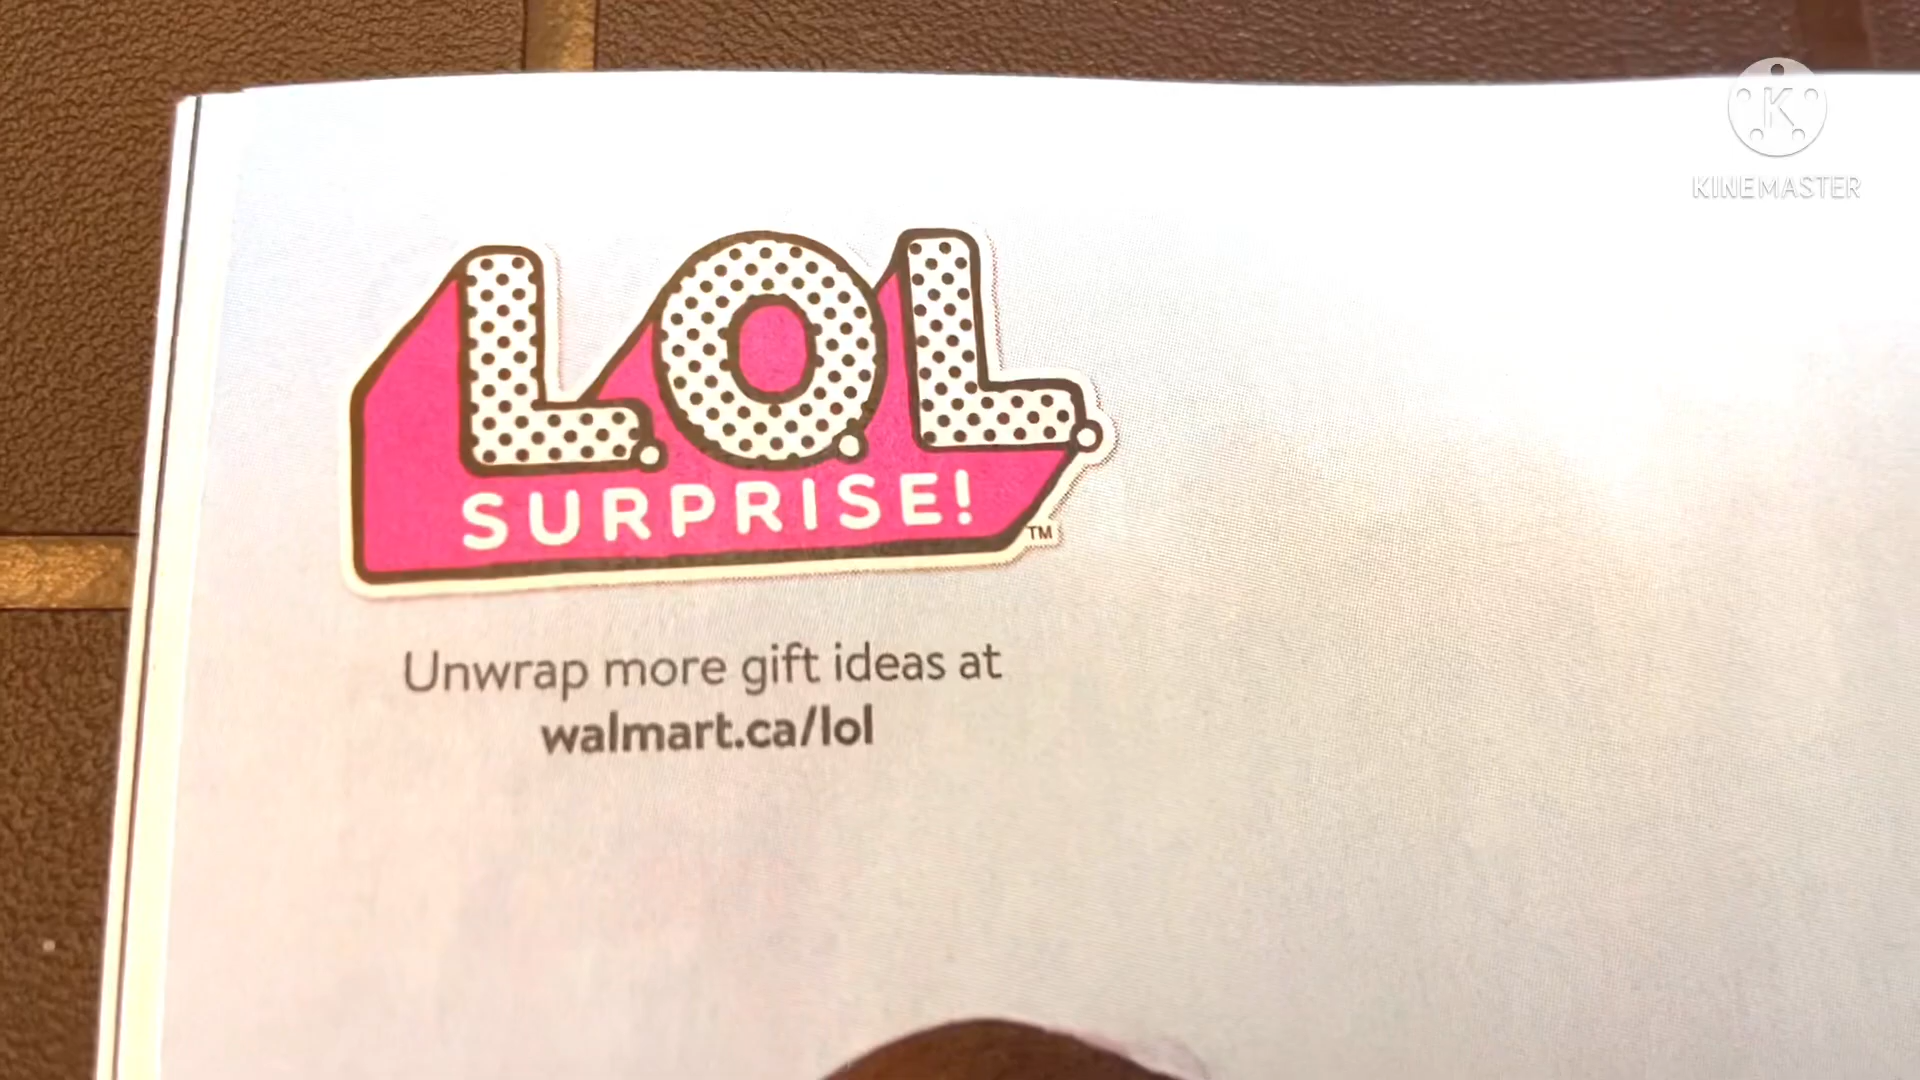 L.O.L.
SURPRISE!
TM
Unwrap more gift ideas at
walmart.ca/lol
K
KINEMASTER